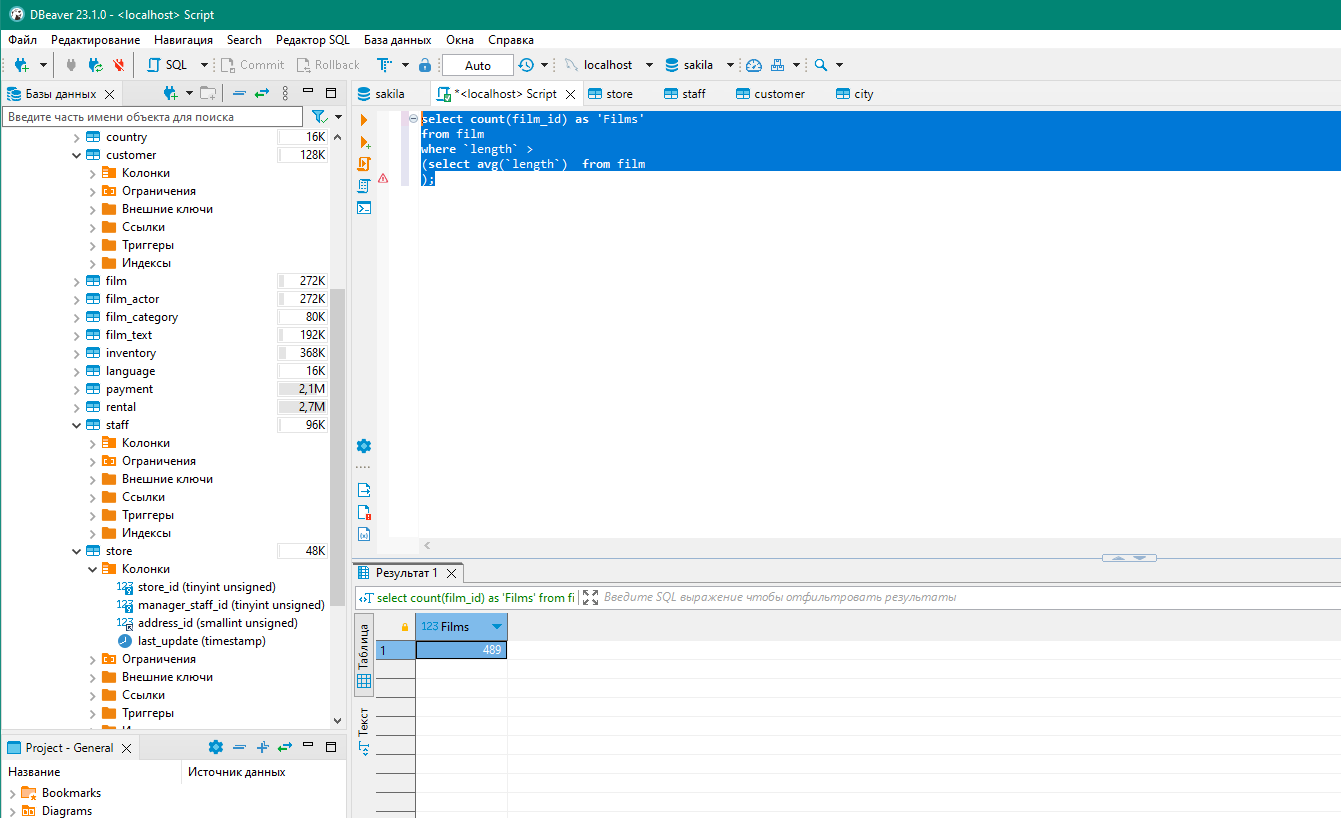 DBeaver 23.1.0 - <localhost> Script
Файл Редактирование Навигация Search Редактор SQL База данных Окна Справка
SQL Commit Rollback Auto localhost sakila
Базы данных
sakila *<localhost> Script store staff customer city
Введите часть имени объекта для поиска
country 16K
customer 128K
Колонки
Ограничения
Внешние ключи
Ссылки
Триггеры
Индексы
film 272K
film_actor 272K
film_category 80K
film_text 192K
inventory 368K
language 16K
payment 2,1M
rental 2,7M
staff 96K
Колонки
Ограничения
Внешние ключи
Ссылки
Триггеры
Индексы
store 48K
Колонки
store_id (tinyint unsigned)
manager_staff_id (tinyint unsigned)
address_id (smallint unsigned)
last_update (timestamp)
Ограничения
Внешние ключи
Ссылки
Триггеры
select count(film_id) as 'Films'
from film
where `length` >
(select avg(`length`)  from film
);
Результат 1
select count(film_id) as 'Films' from fi
Введите SQL выражение чтобы отфильтровать результаты
Таблица
Текст
123 Films
1 489
Project - General
Название Источник данных
Bookmarks
Diagrams